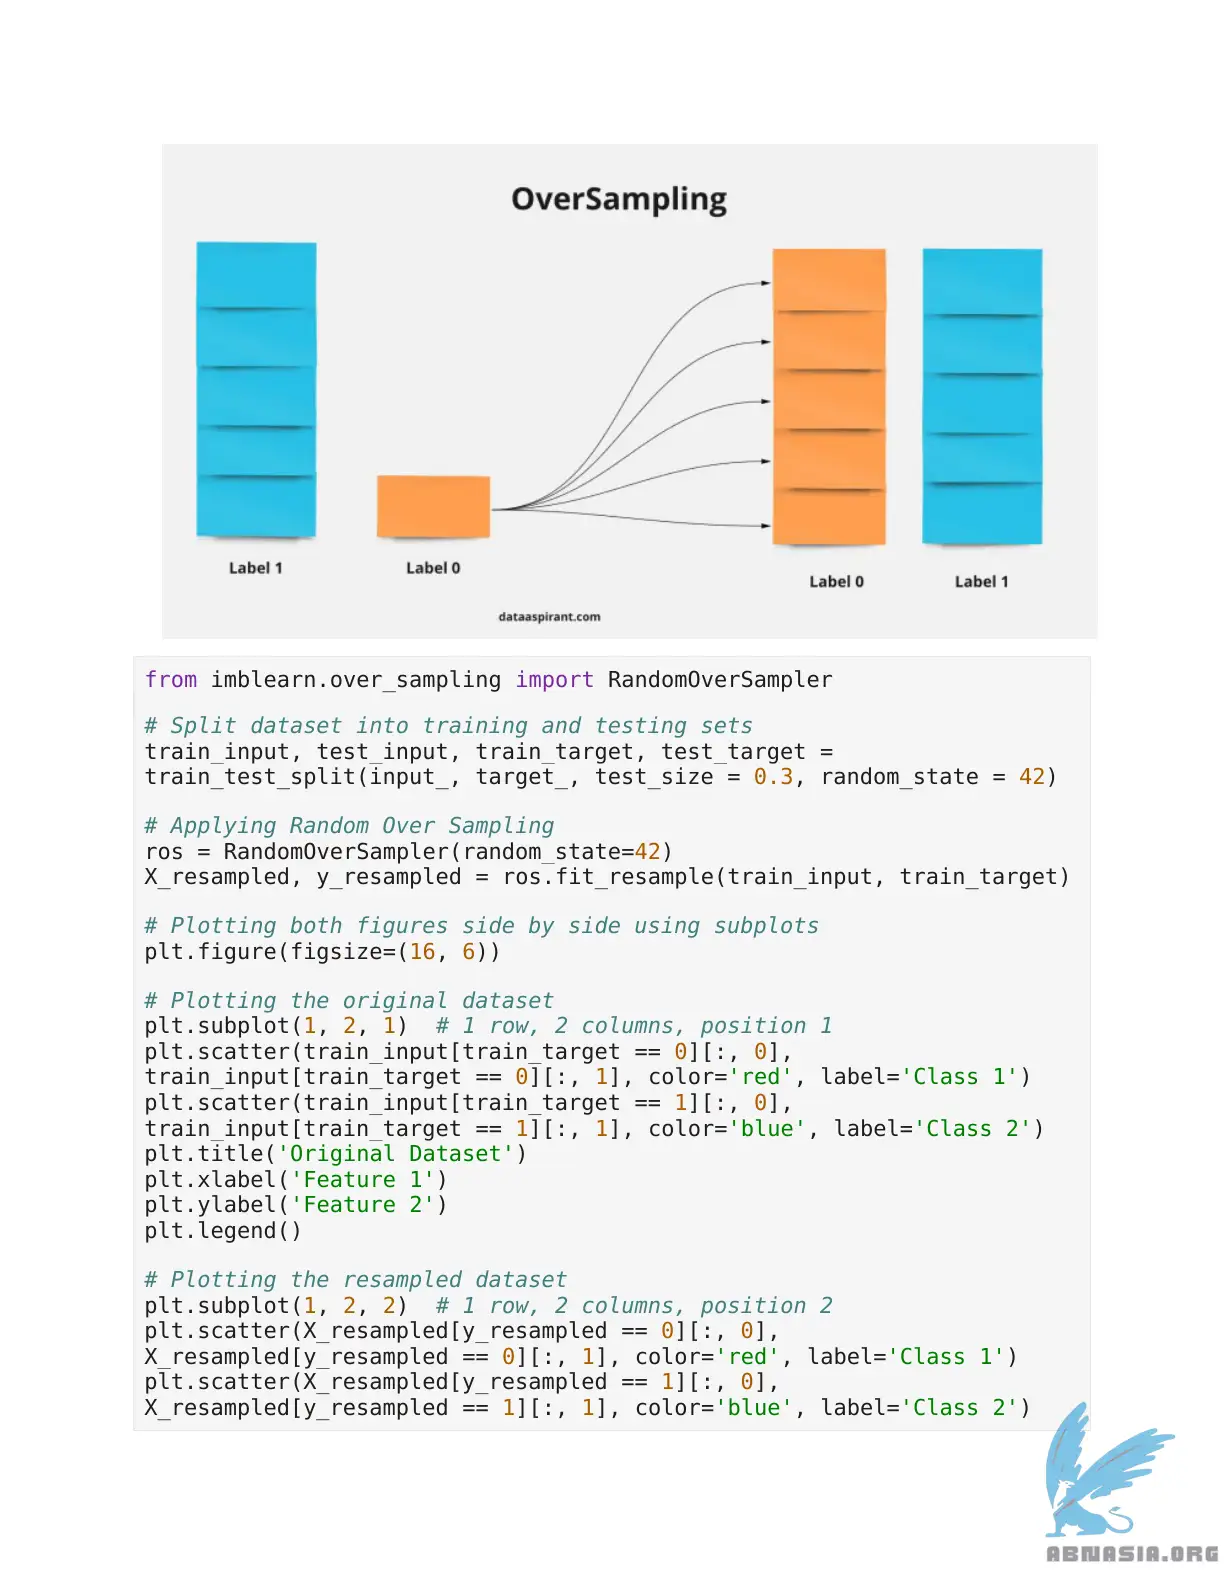 OverSampling
Label 1
Label 0
Label 0
Label 1
dataaspirant.com
from imblearn.over_sampling import RandomOverSampler
# Split dataset into training and testing sets
train_input, test_input, train_target, test_target =
train_test_split(input_, target_, test_size = 0.3, random_state = 42)
# Applying Random Over Sampling
ros = RandomOverSampler(random_state=42)
X_resampled, y_resampled = ros.fit_resample(train_input, train_target)
# Plotting both figures side by side using subplots
plt.figure(figsize=(16, 6))
# Plotting the original dataset
plt.subplot(1, 2, 1)  # 1 row, 2 columns, position 1
plt.scatter(train_input[train_target == 0][:, 0],
train_input[train_target == 0][:, 1], color='red', label='Class 1')
plt.scatter(train_input[train_target == 1][:, 0],
train_input[train_target == 1][:, 1], color='blue', label='Class 2')
plt.title('Original Dataset')
plt.xlabel('Feature 1')
plt.ylabel('Feature 2')
plt.legend()
# Plotting the resampled dataset
plt.subplot(1, 2, 2)  # 1 row, 2 columns, position 2
plt.scatter(X_resampled[y_resampled == 0][:, 0],
X_resampled[y_resampled == 0][:, 1], color='red', label='Class 1')
plt.scatter(X_resampled[y_resampled == 1][:, 0],
X_resampled[y_resampled == 1][:, 1], color='blue', label='Class 2')
ABNASIA.ORG